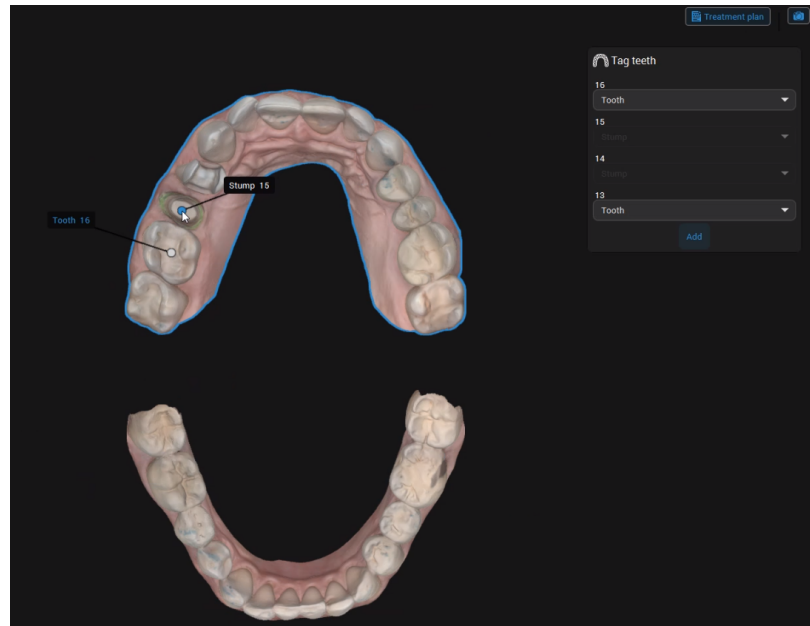 Treatment plan
Tag teeth
16
Tooth
15
Stump
14
Stump
13
Tooth
Add
Stump 15
Tooth 16